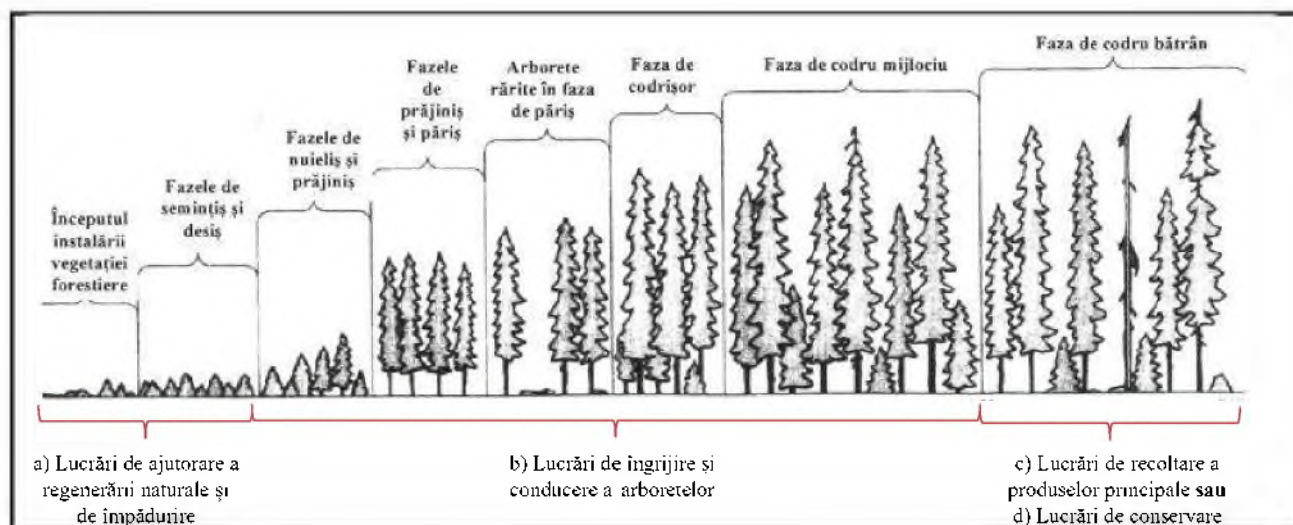 Începutul
instalării
vegetației
forestiere
Fazele de
semințiș și
desiș
Fazele de
nuieliș și
prăjiniș
Fazele
de
prăjiniș
și păriș
Arborete
rărite în faza
de păriș
Faza de
codrișor
Faza de codru mijlociu
Faza de codru bătrân
a) Lucrări de ajutorare a
regenerării naturale și
de împădurire
b) Lucrări de îngrijire și
conducere a arboretelor
c) Lucrări de recoltare a
produselor principale sau
d) Lucrări de conservare